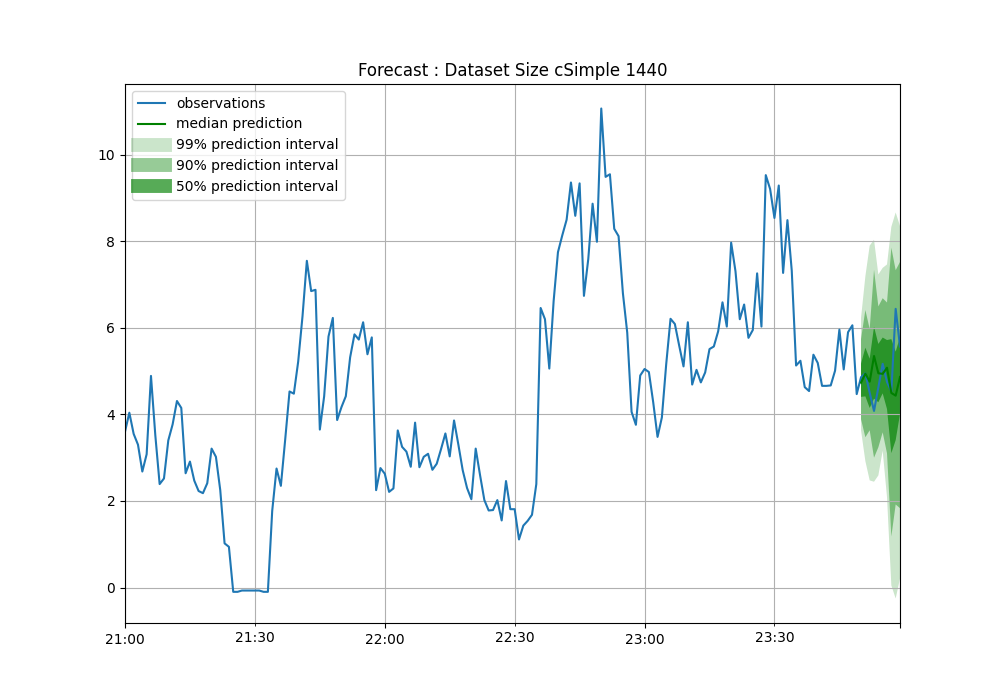 Forecast : Dataset Size cSimple 1440
observations
median prediction
99% prediction interval
90% prediction interval
50% prediction interval
10
8
6
4
2
0
21:00 21:30 22:00 22:30 23:00 23:30